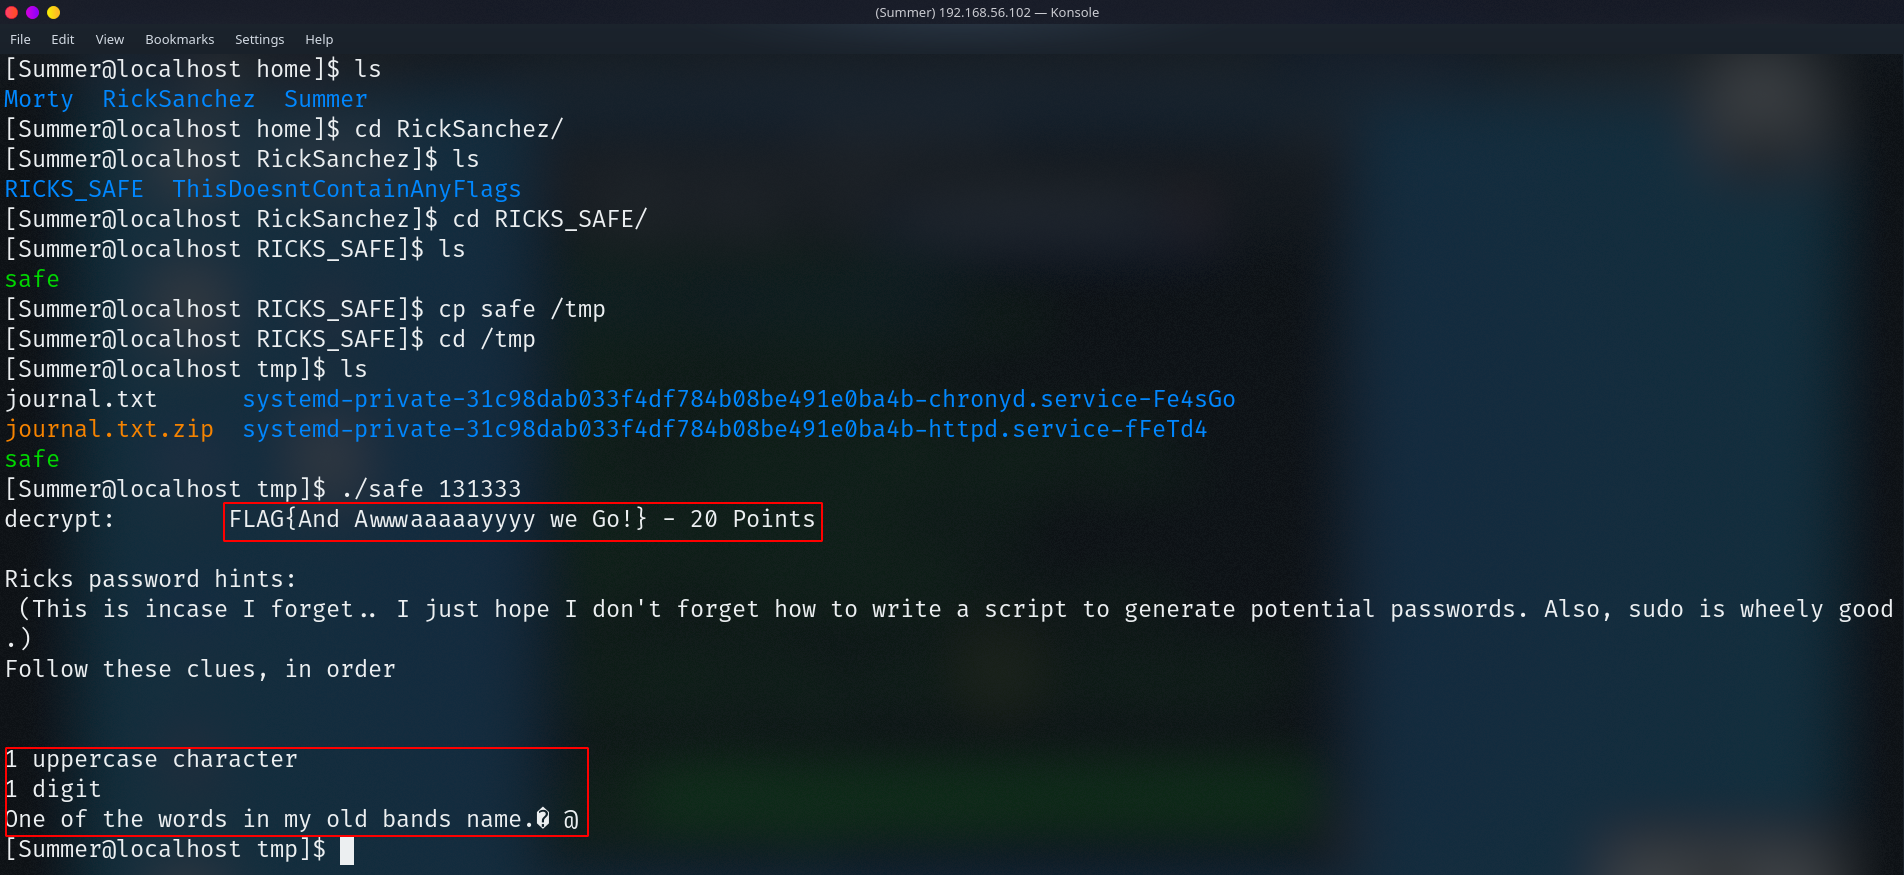 (Summer) 192.168.56.102 — Konsole
File Edit View Bookmarks Settings Help
[Summer@localhost home]$ ls
Morty  RickSanchez  Summer
[Summer@localhost home]$ cd RickSanchez/
[Summer@localhost RickSanchez]$ ls
RICKS_SAFE  ThisDoesntContainAnyFlags
[Summer@localhost RickSanchez]$ cd RICKS_SAFE/
[Summer@localhost RICKS_SAFE]$ ls
safe
[Summer@localhost RICKS_SAFE]$ cp safe /tmp
[Summer@localhost RICKS_SAFE]$ cd /tmp
[Summer@localhost tmp]$ ls
journal.txt      systemd-private-31c98dab033f4df784b08be491e0ba4b-chronyd.service-Fe4sGo
journal.txt.zip  systemd-private-31c98dab033f4df784b08be491e0ba4b-httpd.service-fFeTd4
safe
[Summer@localhost tmp]$ ./safe 131333
decrypt:        FLAG{And Awwwaaaaayyyy we Go!} - 20 Points
Ricks password hints:
 (This is incase I forget.. I just hope I don't forget how to write a script to generate potential passwords. Also, sudo is wheely good
.)
Follow these clues, in order
1 uppercase character
1 digit
One of the words in my old bands name.� @
[Summer@localhost tmp]$